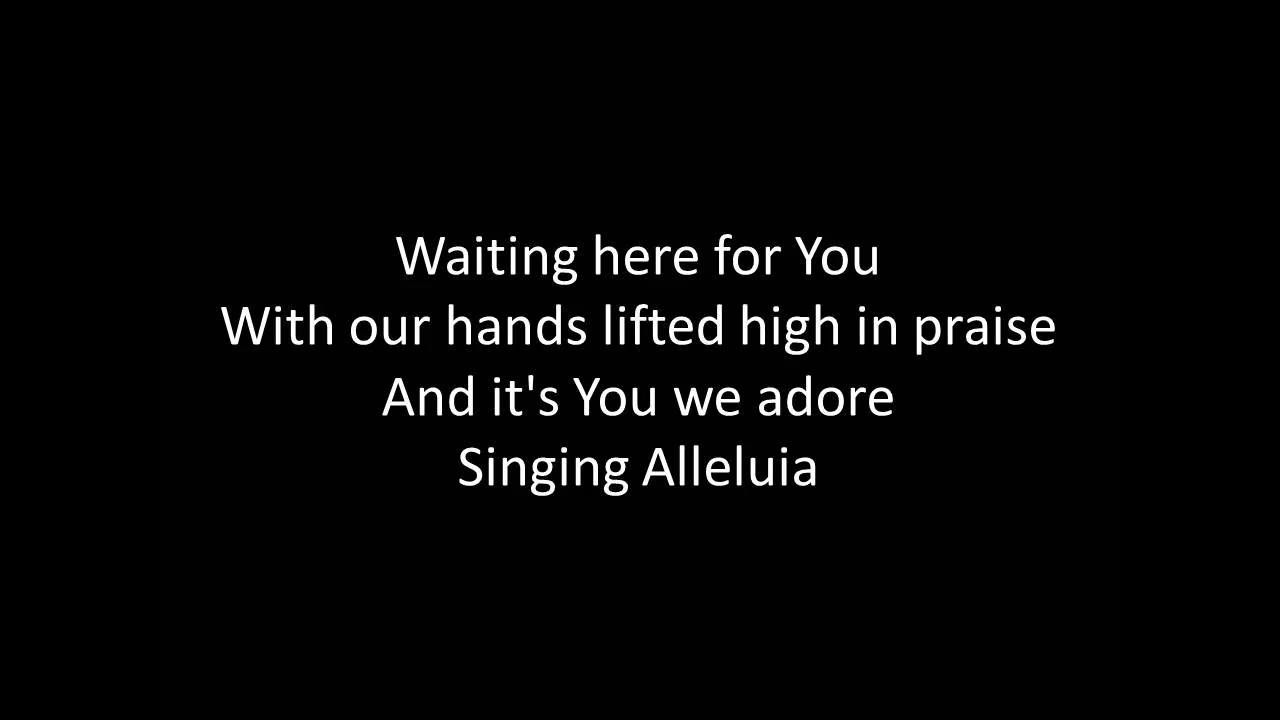 Waiting here for You
With our hands lifted high in praise
And it's You we adore
Singing Alleluia